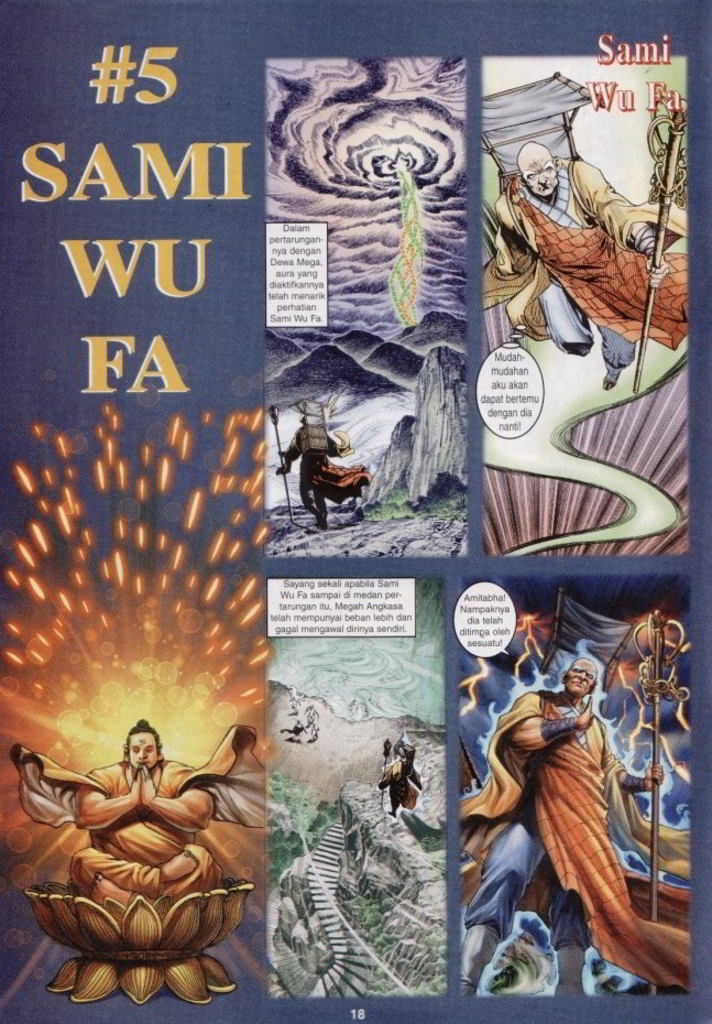 #5
SAMI
WU
FA
Sami
Wu Fa
Dalam
pertarungan-
nya dengan
Dewa Mega,
aura yang
diaktifkannya
telah menarik
perhatian
Sami Wu Fa.
Mudah-
mudahan
aku akan
dapat bertemu
dengan dia
nanti!
Sayang sekali apabila Sami
Wu Fa sampai di medan per-
tarungan itu, Megah Angkasa
telah mempunyai beban lebih dan
gagal mengawal dirinya sendiri.
Amitabha!
Nampaknya
dia telah
ditimpa oleh
sesuatu!
18